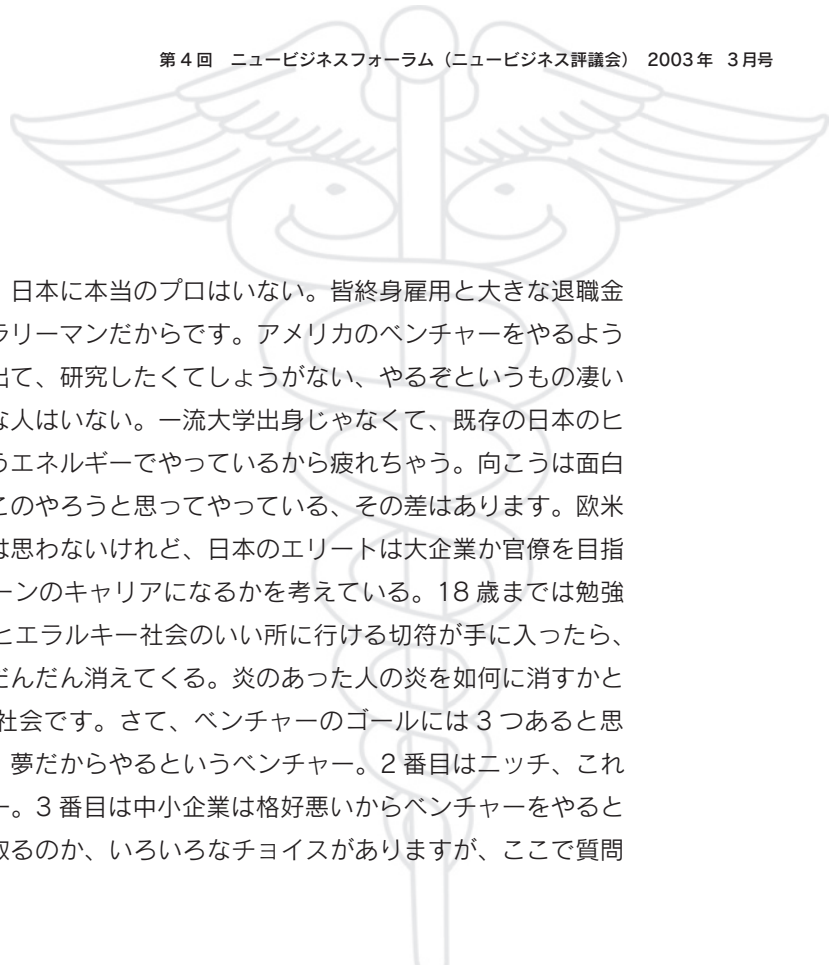 第4回 ニュービジネスフォーラム（ニュービジネス評議会） 2003年 3月号
、日本に本当のプロはいない。皆終身雇用と大きな退職金
ラリーマンだからです。アメリカのベンチャーをやるよう
出て、研究したくてしょうがない、やるぞというもの凄い
な人はいない。一流大学出身じゃなくて、既存の日本のヒ
うエネルギーでやっているから疲れちゃう。向こうは面白
このやろうと思ってやっている、その差はあります。欧米
は思わないけれど、日本のエリートは大企業か官僚を目指
ーンのキャリアになるかを考えている。18歳までは勉強
ヒエラルキー社会のいい所に行ける切符が手に入ったら、
だんだん消えてくる。炎のあった人の炎を如何に消すかと
社会です。さて、ベンチャーのゴールには3つあると思
、夢だからやるというベンチャー。2番目はニッチ、これ
ー。3番目は中小企業は格好悪いからベンチャーをやると
取るのか、いろいろなチョイスがありますが、ここで質問